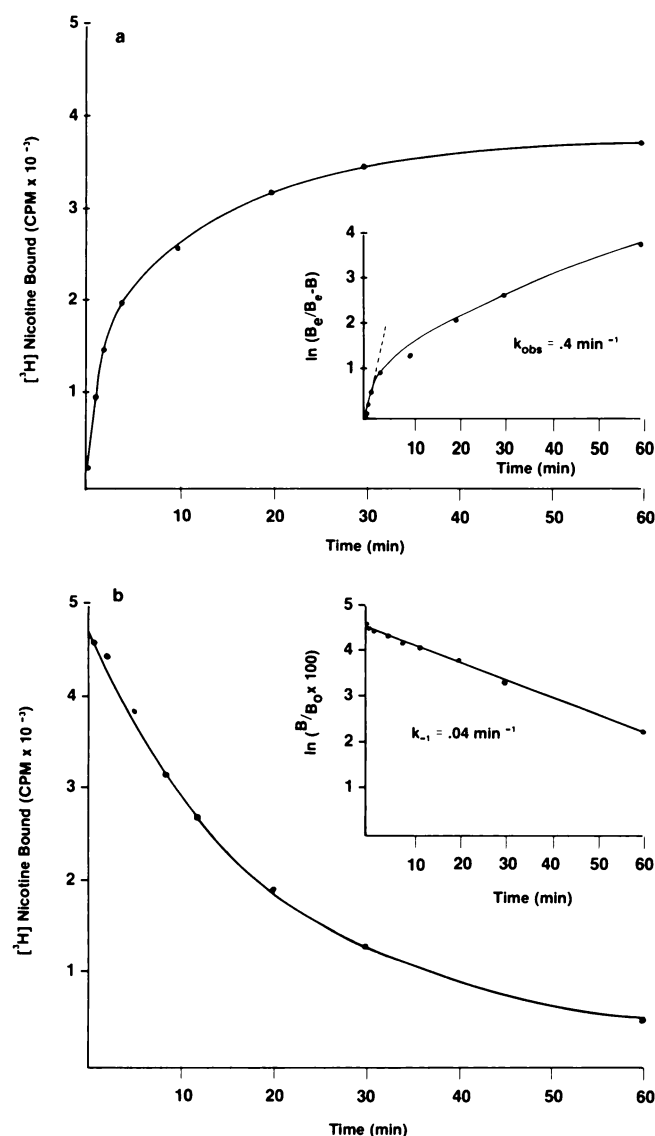 a
[³H] Nicotine Bound (CPM x 10⁻³)
5
4
3
2
1
10 20 30 40 50 60
Time (min)
ln (Bₑ/Bₑ-B)
4
3
2
1
k_obs = .4 min⁻¹
10 20 30 40 50 60
Time (min)
b
[³H] Nicotine Bound (CPM x 10⁻³)
5
4
3
2
1
10 20 30 40 50 60
Time (min)
ln (B/B₀x 100)
5
4
3
2
1
k₋₁ = .04 min⁻¹
10 20 30 40 50 60
Time (min)